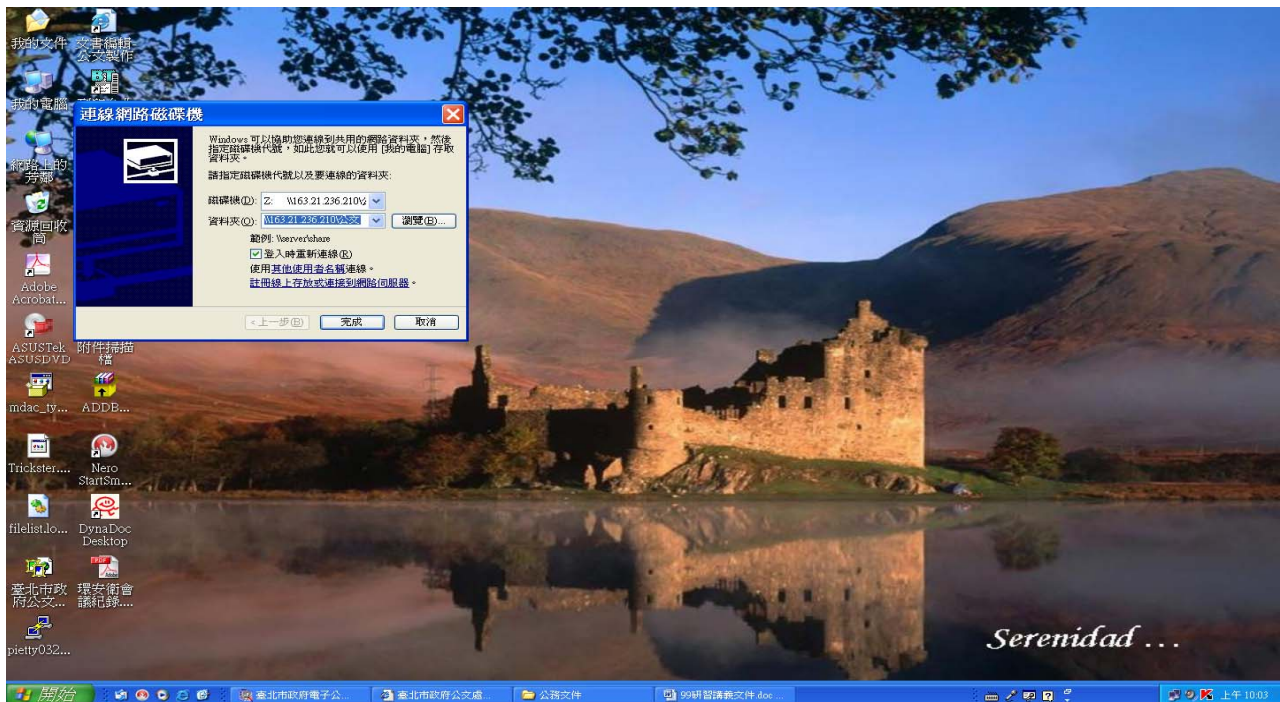 我的文件
文書編輯
公文製作
我的電腦
網路上的
芳鄰
資源回收
筒
Adobe
Acrobat...
ASUSTek
ASUSDVD
附件掃描
檔
mdac_ty...
ADDB...
Trickster....
Nero
StartSm...
filelist.lo...
DynaDoc
Desktop
臺北市政
府公文...
環安衛會
議紀錄....
pietty032...
連線網路磁碟機
Windows 可以協助您連線到共用的網路資料夾，然後
指定磁碟機代號，如此您就可以使用 [我的電腦] 存取
資料夾。
請指定磁碟機代號以及要連線的資料夾:
磁碟機(D): Z: \\163.21.236.210\
資料夾(O): \\163.21.236.210\公文 瀏覽(B)...
範例: \\server\share
登入時重新連線(R)
使用其他使用者名稱連線。
註冊線上存放或連接到網路伺服器。
<上一步(B) 完成 取消
Serenidad ...
開始 臺北市政府電子公... 臺北市政府公文處... 公務文件 99研習講義文件.doc ... 上午 10:03